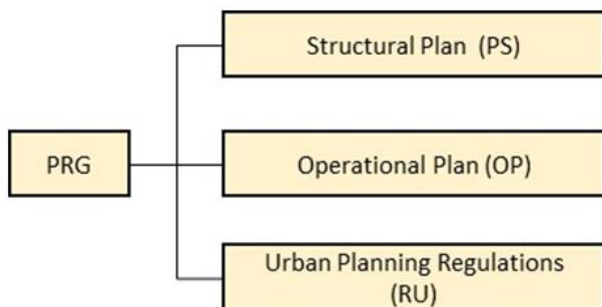 Structural Plan (PS)
PRG
Operational Plan (OP)
Urban Planning Regulations
(RU)